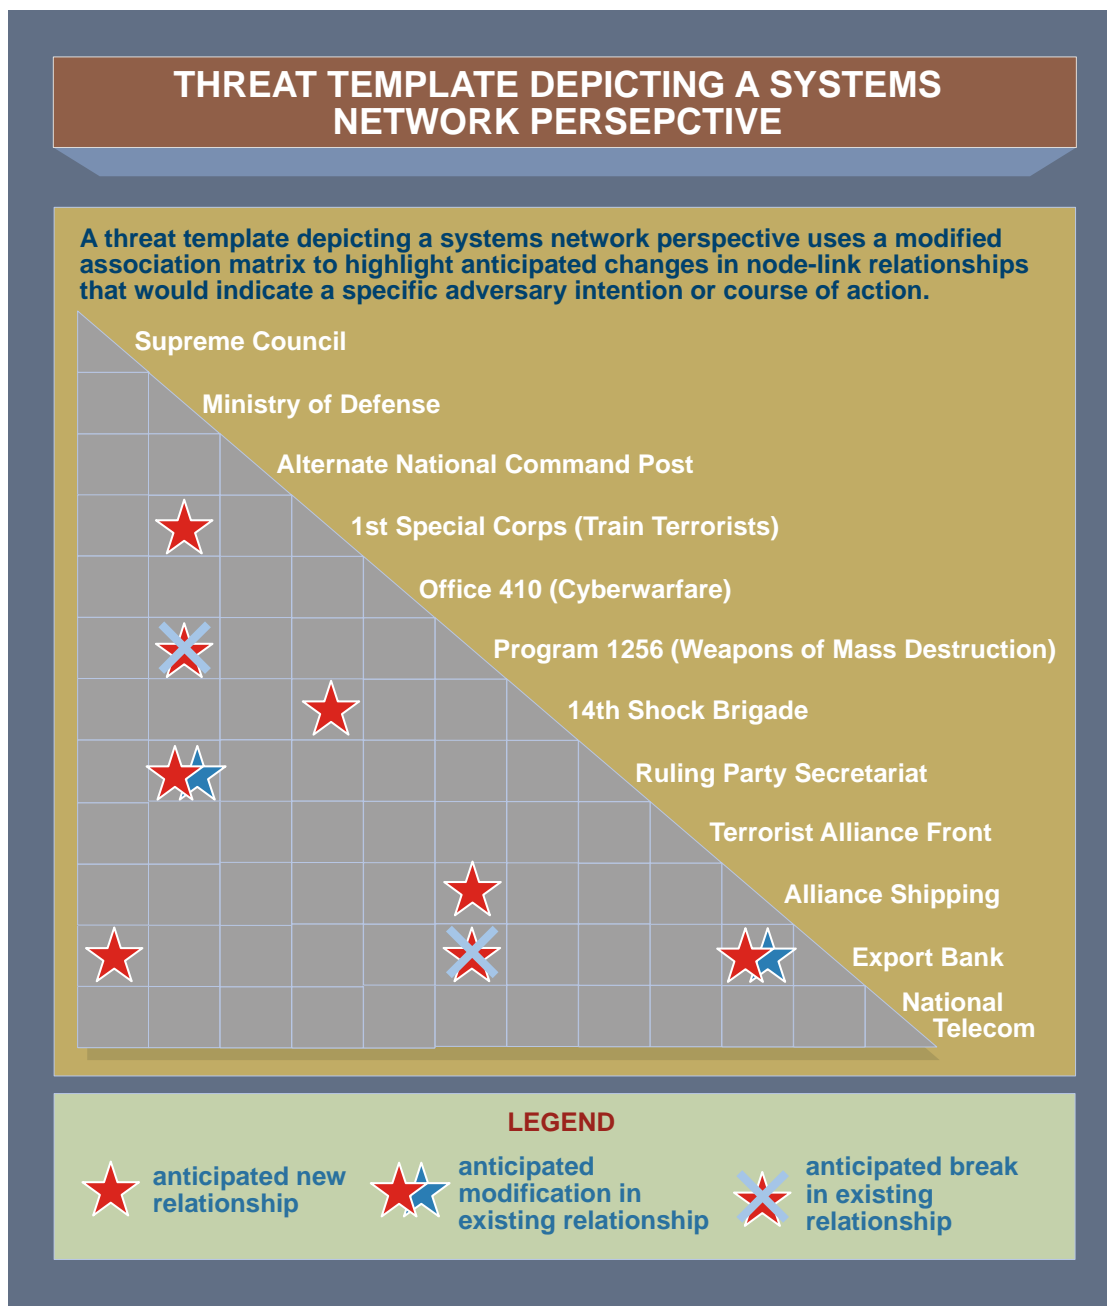 THREAT TEMPLATE DEPICTING A SYSTEMS
NETWORK PERSEPCTIVE
A threat template depicting a systems network perspective uses a modified
association matrix to highlight anticipated changes in node-link relationships
that would indicate a specific adversary intention or course of action.
Supreme Council
Ministry of Defense
Alternate National Command Post
1st Special Corps (Train Terrorists)
Office 410 (Cyberwarfare)
Program 1256 (Weapons of Mass Destruction)
14th Shock Brigade
Ruling Party Secretariat
Terrorist Alliance Front
Alliance Shipping
Export Bank
National
Telecom
LEGEND
anticipated new
relationship
anticipated
modification in
existing relationship
anticipated break
in existing
relationship